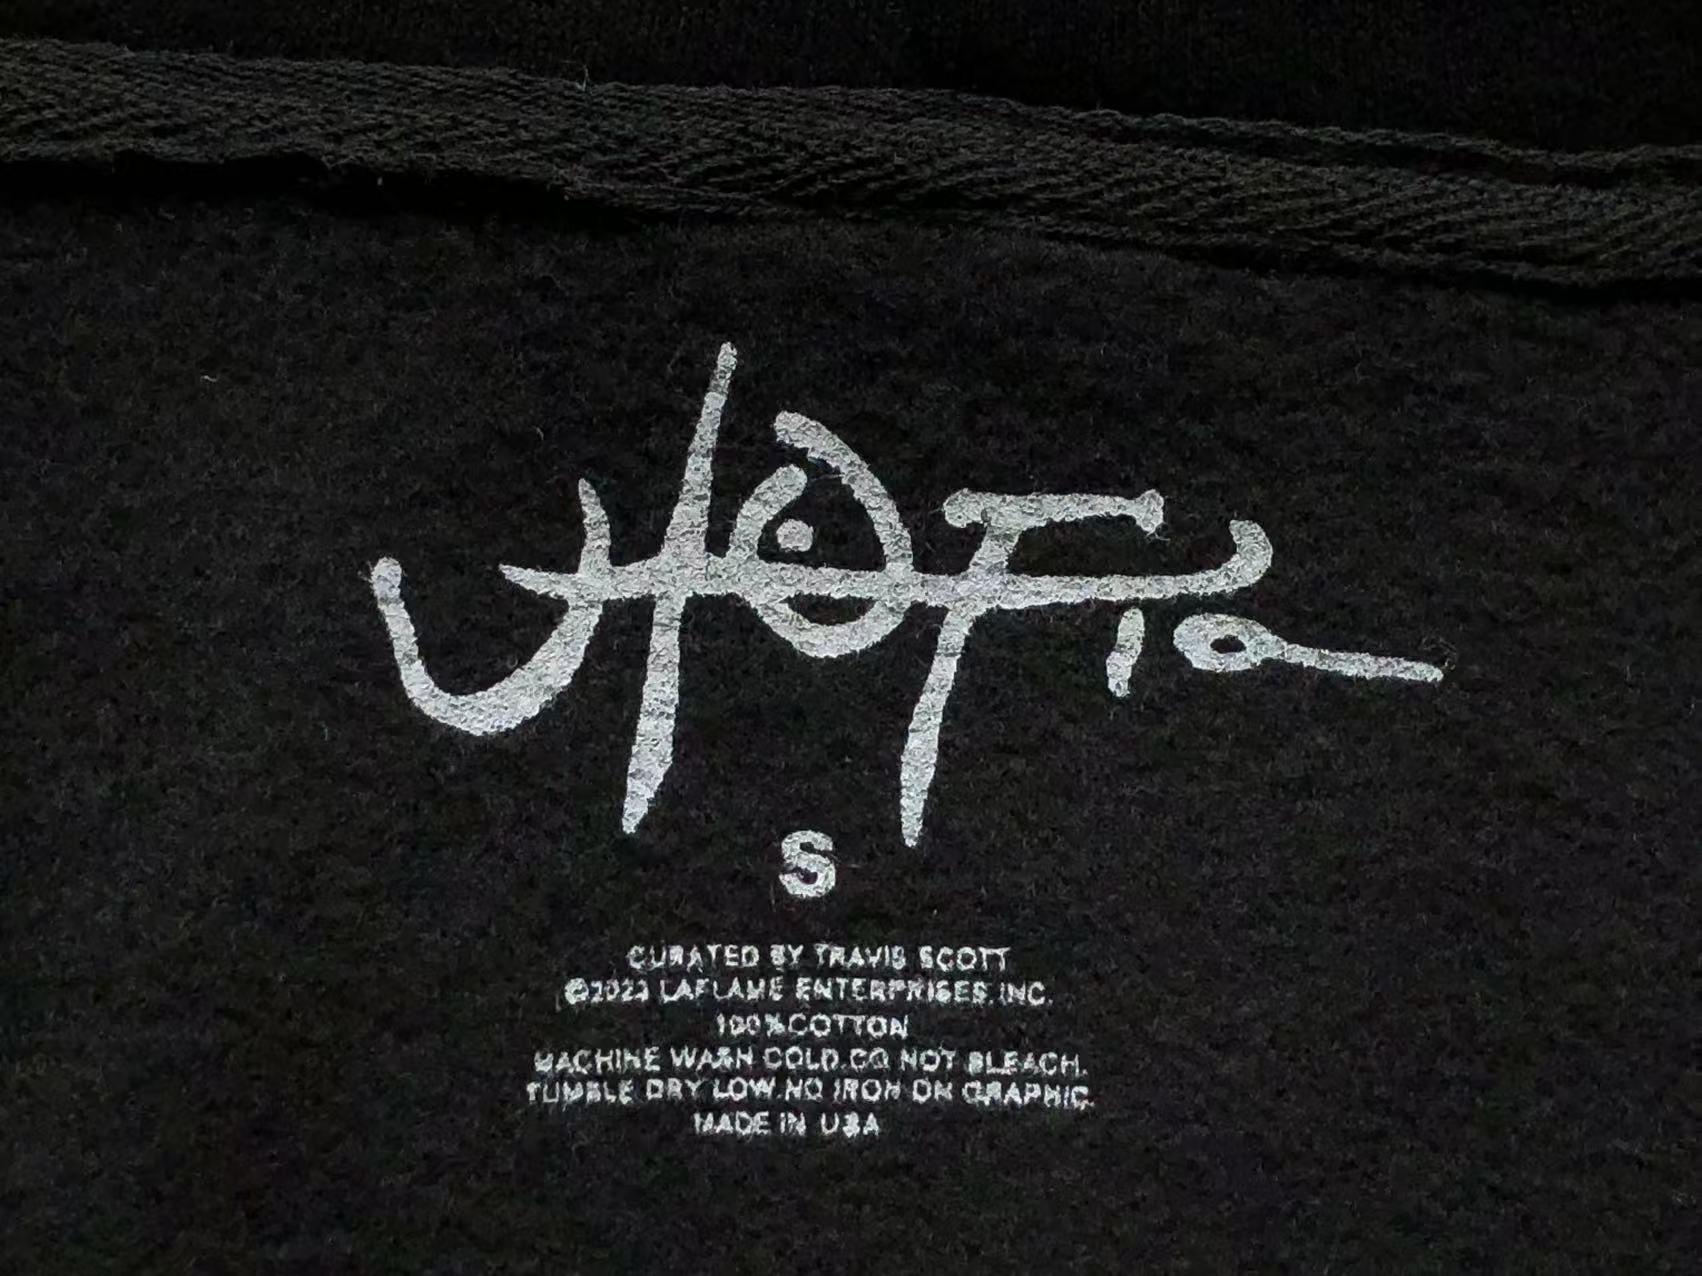 UTOPia
S
CURATED BY TRAVIS SCOTT
©2023 LAFLAME ENTERPRISES INC.
100%COTTON
MACHINE WASH COLD.DO NOT BLEACH.
TUMBLE DRY LOW.NO IRON ON GRAPHIC.
MADE IN USA